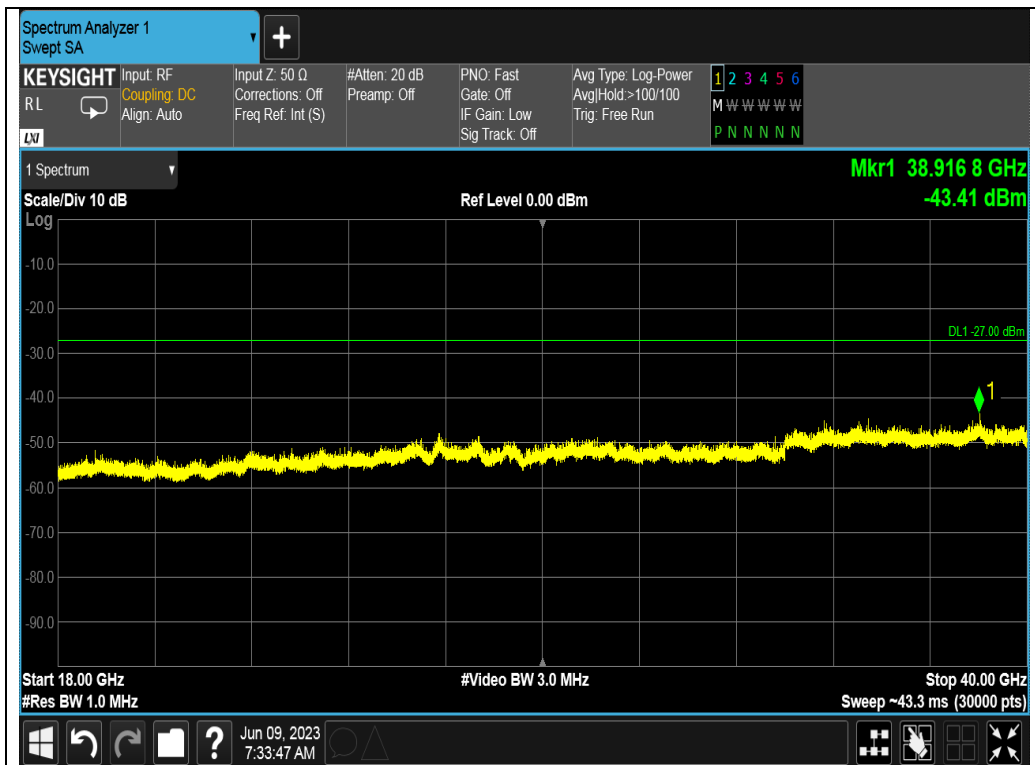 Spectrum Analyzer 1
Swept SA
KEYSIGHT
RL
LXI
Input: RF
Coupling: DC
Align: Auto
Input Z: 50 Ω
Corrections: Off
Freq Ref: Int (S)
#Atten: 20 dB
Preamp: Off
PNO: Fast
Gate: Off
IF Gain: Low
Sig Track: Off
Avg Type: Log-Power
Avg|Hold:>100/100
Trig: Free Run
1 2 3 4 5 6
M W W W W W
P N N N N N
1 Spectrum
Mkr1 38.916 8 GHz
-43.41 dBm
Scale/Div 10 dB
Ref Level 0.00 dBm
Log
-10.0
-20.0
DL1 -27.00 dBm
-30.0
-40.0
1
-50.0
-60.0
-70.0
-80.0
-90.0
Start 18.00 GHz
#Video BW 3.0 MHz
Stop 40.00 GHz
#Res BW 1.0 MHz
Sweep ~43.3 ms (30000 pts)
?
Jun 09, 2023
7:33:47 AM